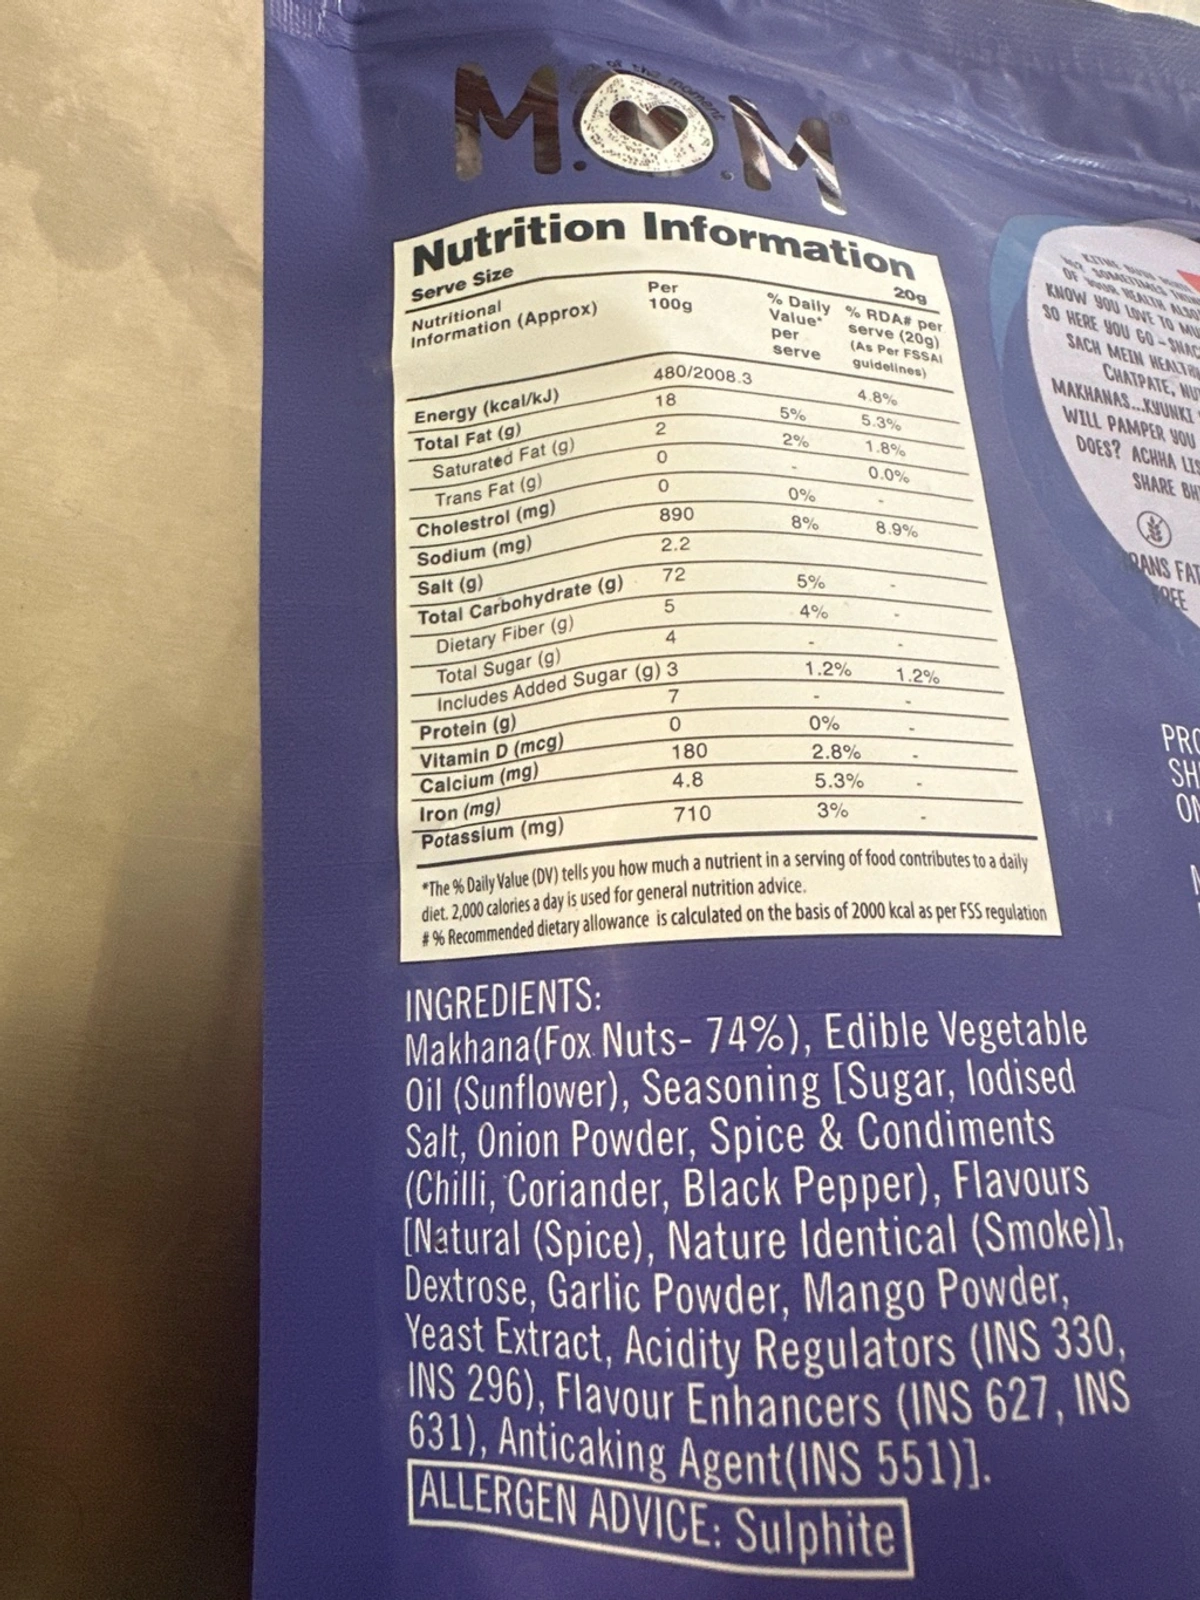 M.O.M
of the moment
Nutrition Information
Serve Size 20g
Nutritional Information (Approx) Per 100g % Daily Value* per serve % RDA# per serve (20g) (As Per FSSAI guidelines)
Energy (kcal/kJ) 480/2008.3 4.8%
Total Fat (g) 18 5% 5.3%
Saturated Fat (g) 2 2% 1.8%
Trans Fat (g) 0 - 0.0%
Cholestrol (mg) 0 0% -
Sodium (mg) 890 8% 8.9%
Salt (g) 2.2
Total Carbohydrate (g) 72 5% -
Dietary Fiber (g) 5 4% -
Total Sugar (g) 4 - -
Includes Added Sugar (g) 3 1.2% 1.2%
Protein (g) 7 - -
Vitamin D (mcg) 0 0% -
Calcium (mg) 180 2.8% -
Iron (mg) 4.8 5.3% -
Potassium (mg) 710 3% -
*The % Daily Value (DV) tells you how much a nutrient in a serving of food contributes to a daily
diet. 2,000 calories a day is used for general nutrition advice.
# % Recommended dietary allowance is calculated on the basis of 2000 kcal as per FSS regulation
INGREDIENTS:
Makhana(Fox Nuts- 74%), Edible Vegetable
Oil (Sunflower), Seasoning [Sugar, Iodised
Salt, Onion Powder, Spice & Condiments
(Chilli, Coriander, Black Pepper), Flavours
[Natural (Spice), Nature Identical (Smoke)],
Dextrose, Garlic Powder, Mango Powder,
Yeast Extract, Acidity Regulators (INS 330,
INS 296), Flavour Enhancers (INS 627, INS
631), Anticaking Agent(INS 551)].
ALLERGEN ADVICE: Sulphite
SOMETIMES
OF YOUR HEALTH
KNOW YOU LOVE TO
SO HERE YOU GO -
SACH MEIN
CHATPATE,
MAKHANAS...KYUNKI
WILL PAMPER YOU
DOES? ACHHA
SHARE
TRANS FAT
FREE